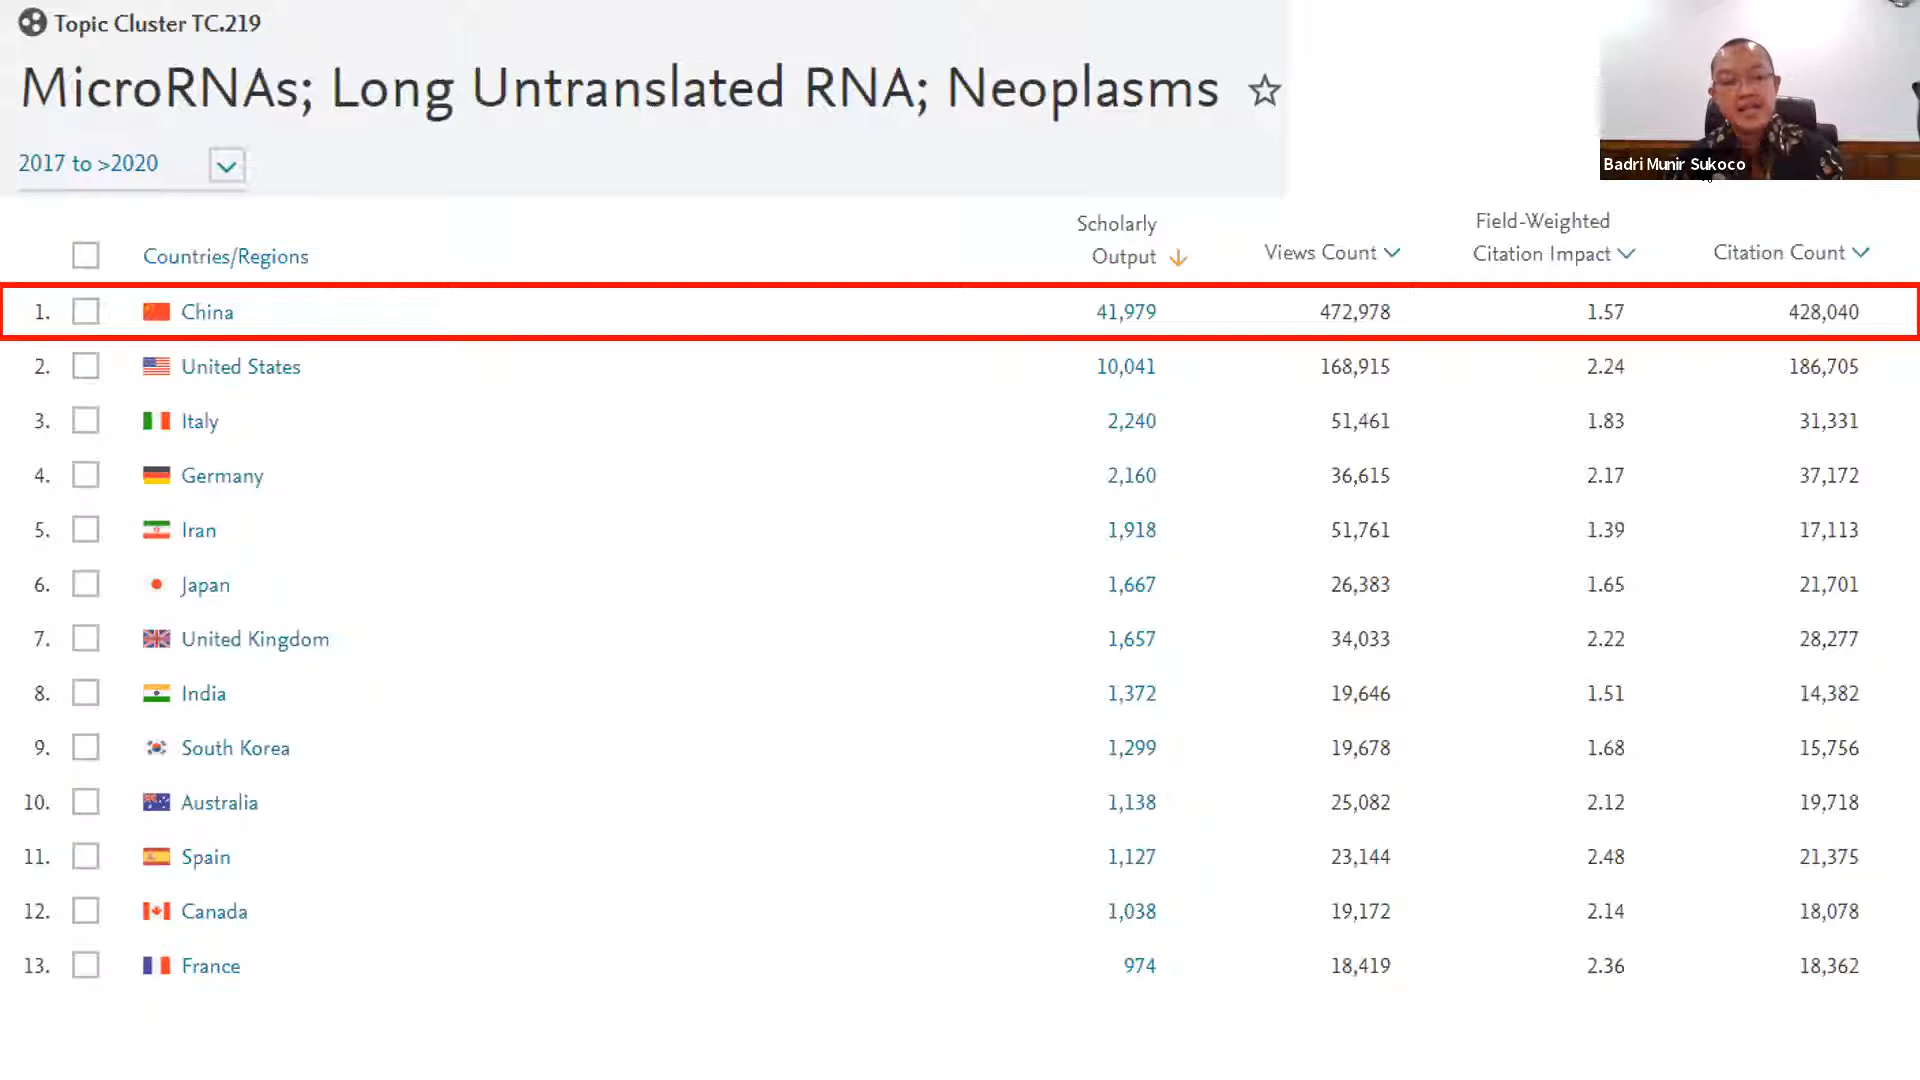 Topic Cluster TC.219
MicroRNAs; Long Untranslated RNA; Neoplasms
2017 to >2020
Badri Munir Sukoco
Countries/Regions
Scholarly
Output
Views Count
Field-Weighted
Citation Impact
Citation Count
1. China 41,979 472,978 1.57 428,040
2. United States 10,041 168,915 2.24 186,705
3. Italy 2,240 51,461 1.83 31,331
4. Germany 2,160 36,615 2.17 37,172
5. Iran 1,918 51,761 1.39 17,113
6. Japan 1,667 26,383 1.65 21,701
7. United Kingdom 1,657 34,033 2.22 28,277
8. India 1,372 19,646 1.51 14,382
9. South Korea 1,299 19,678 1.68 15,756
10. Australia 1,138 25,082 2.12 19,718
11. Spain 1,127 23,144 2.48 21,375
12. Canada 1,038 19,172 2.14 18,078
13. France 974 18,419 2.36 18,362